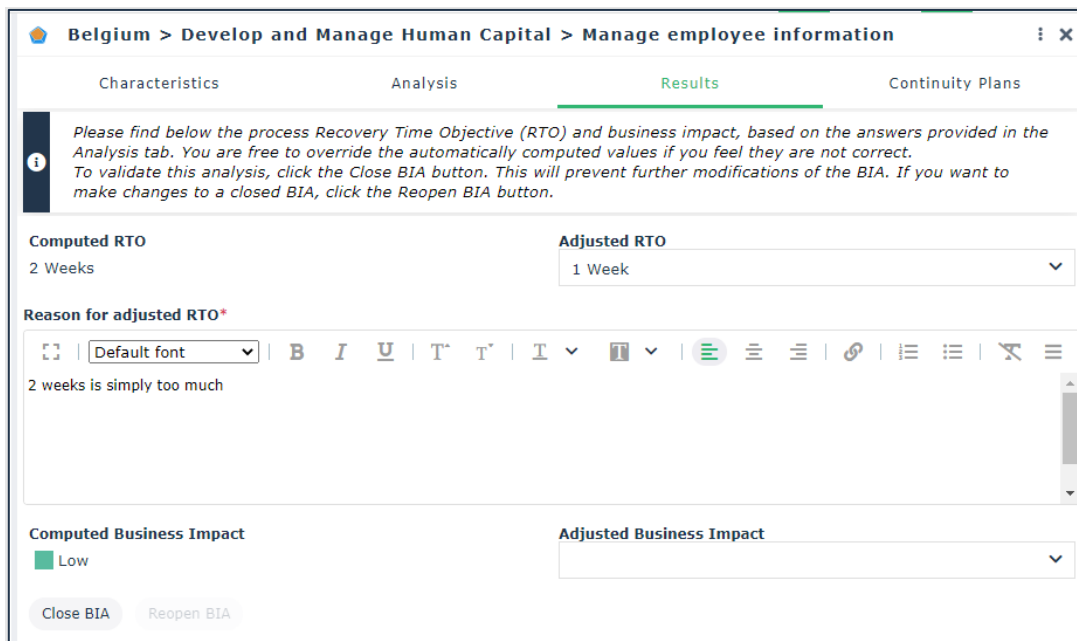 Belgium > Develop and Manage Human Capital > Manage employee information
Characteristics Analysis Results Continuity Plans
Please find below the process Recovery Time Objective (RTO) and business impact, based on the answers provided in the
Analysis tab. You are free to override the automatically computed values if you feel they are not correct.
To validate this analysis, click the Close BIA button. This will prevent further modifications of the BIA. If you want to
make changes to a closed BIA, click the Reopen BIA button.
Computed RTO Adjusted RTO
2 Weeks 1 Week
Reason for adjusted RTO*
Default font B I U T T T T
2 weeks is simply too much
Computed Business Impact Adjusted Business Impact
Low
Close BIA Reopen BIA